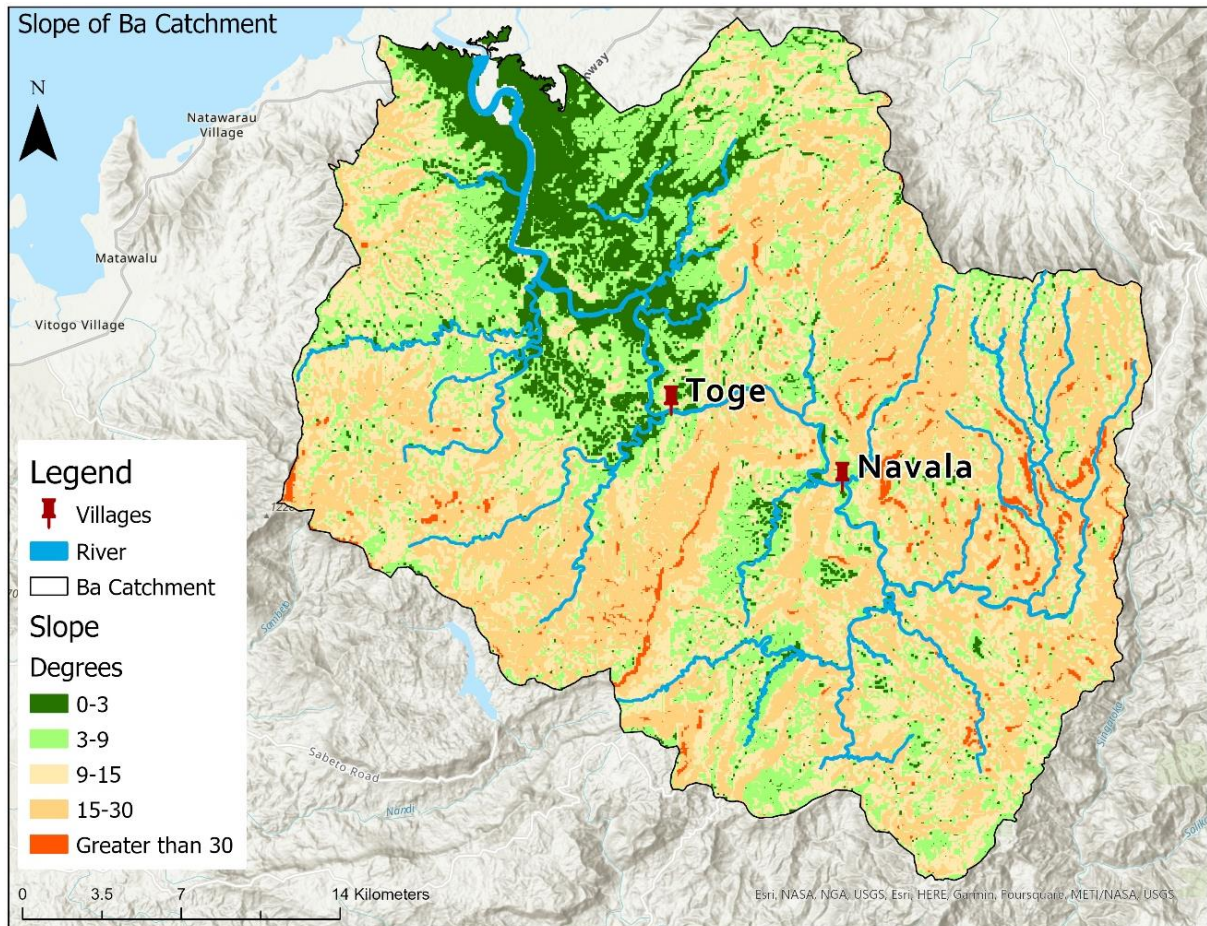 Slope of Ba Catchment
N
Natawarau
Village
Matawalu
Vitogo Village
Toge
Navala
Legend
Villages
River
Ba Catchment
Slope
Degrees
0-3
3-9
9-15
15-30
Greater than 30
Sabeto Road
Nandi
0
3.5
7
14 Kilometers
Esri, NASA, NGA, USGS, Esri, HERE, Garmin, Foursquare, METI/NASA, USGS